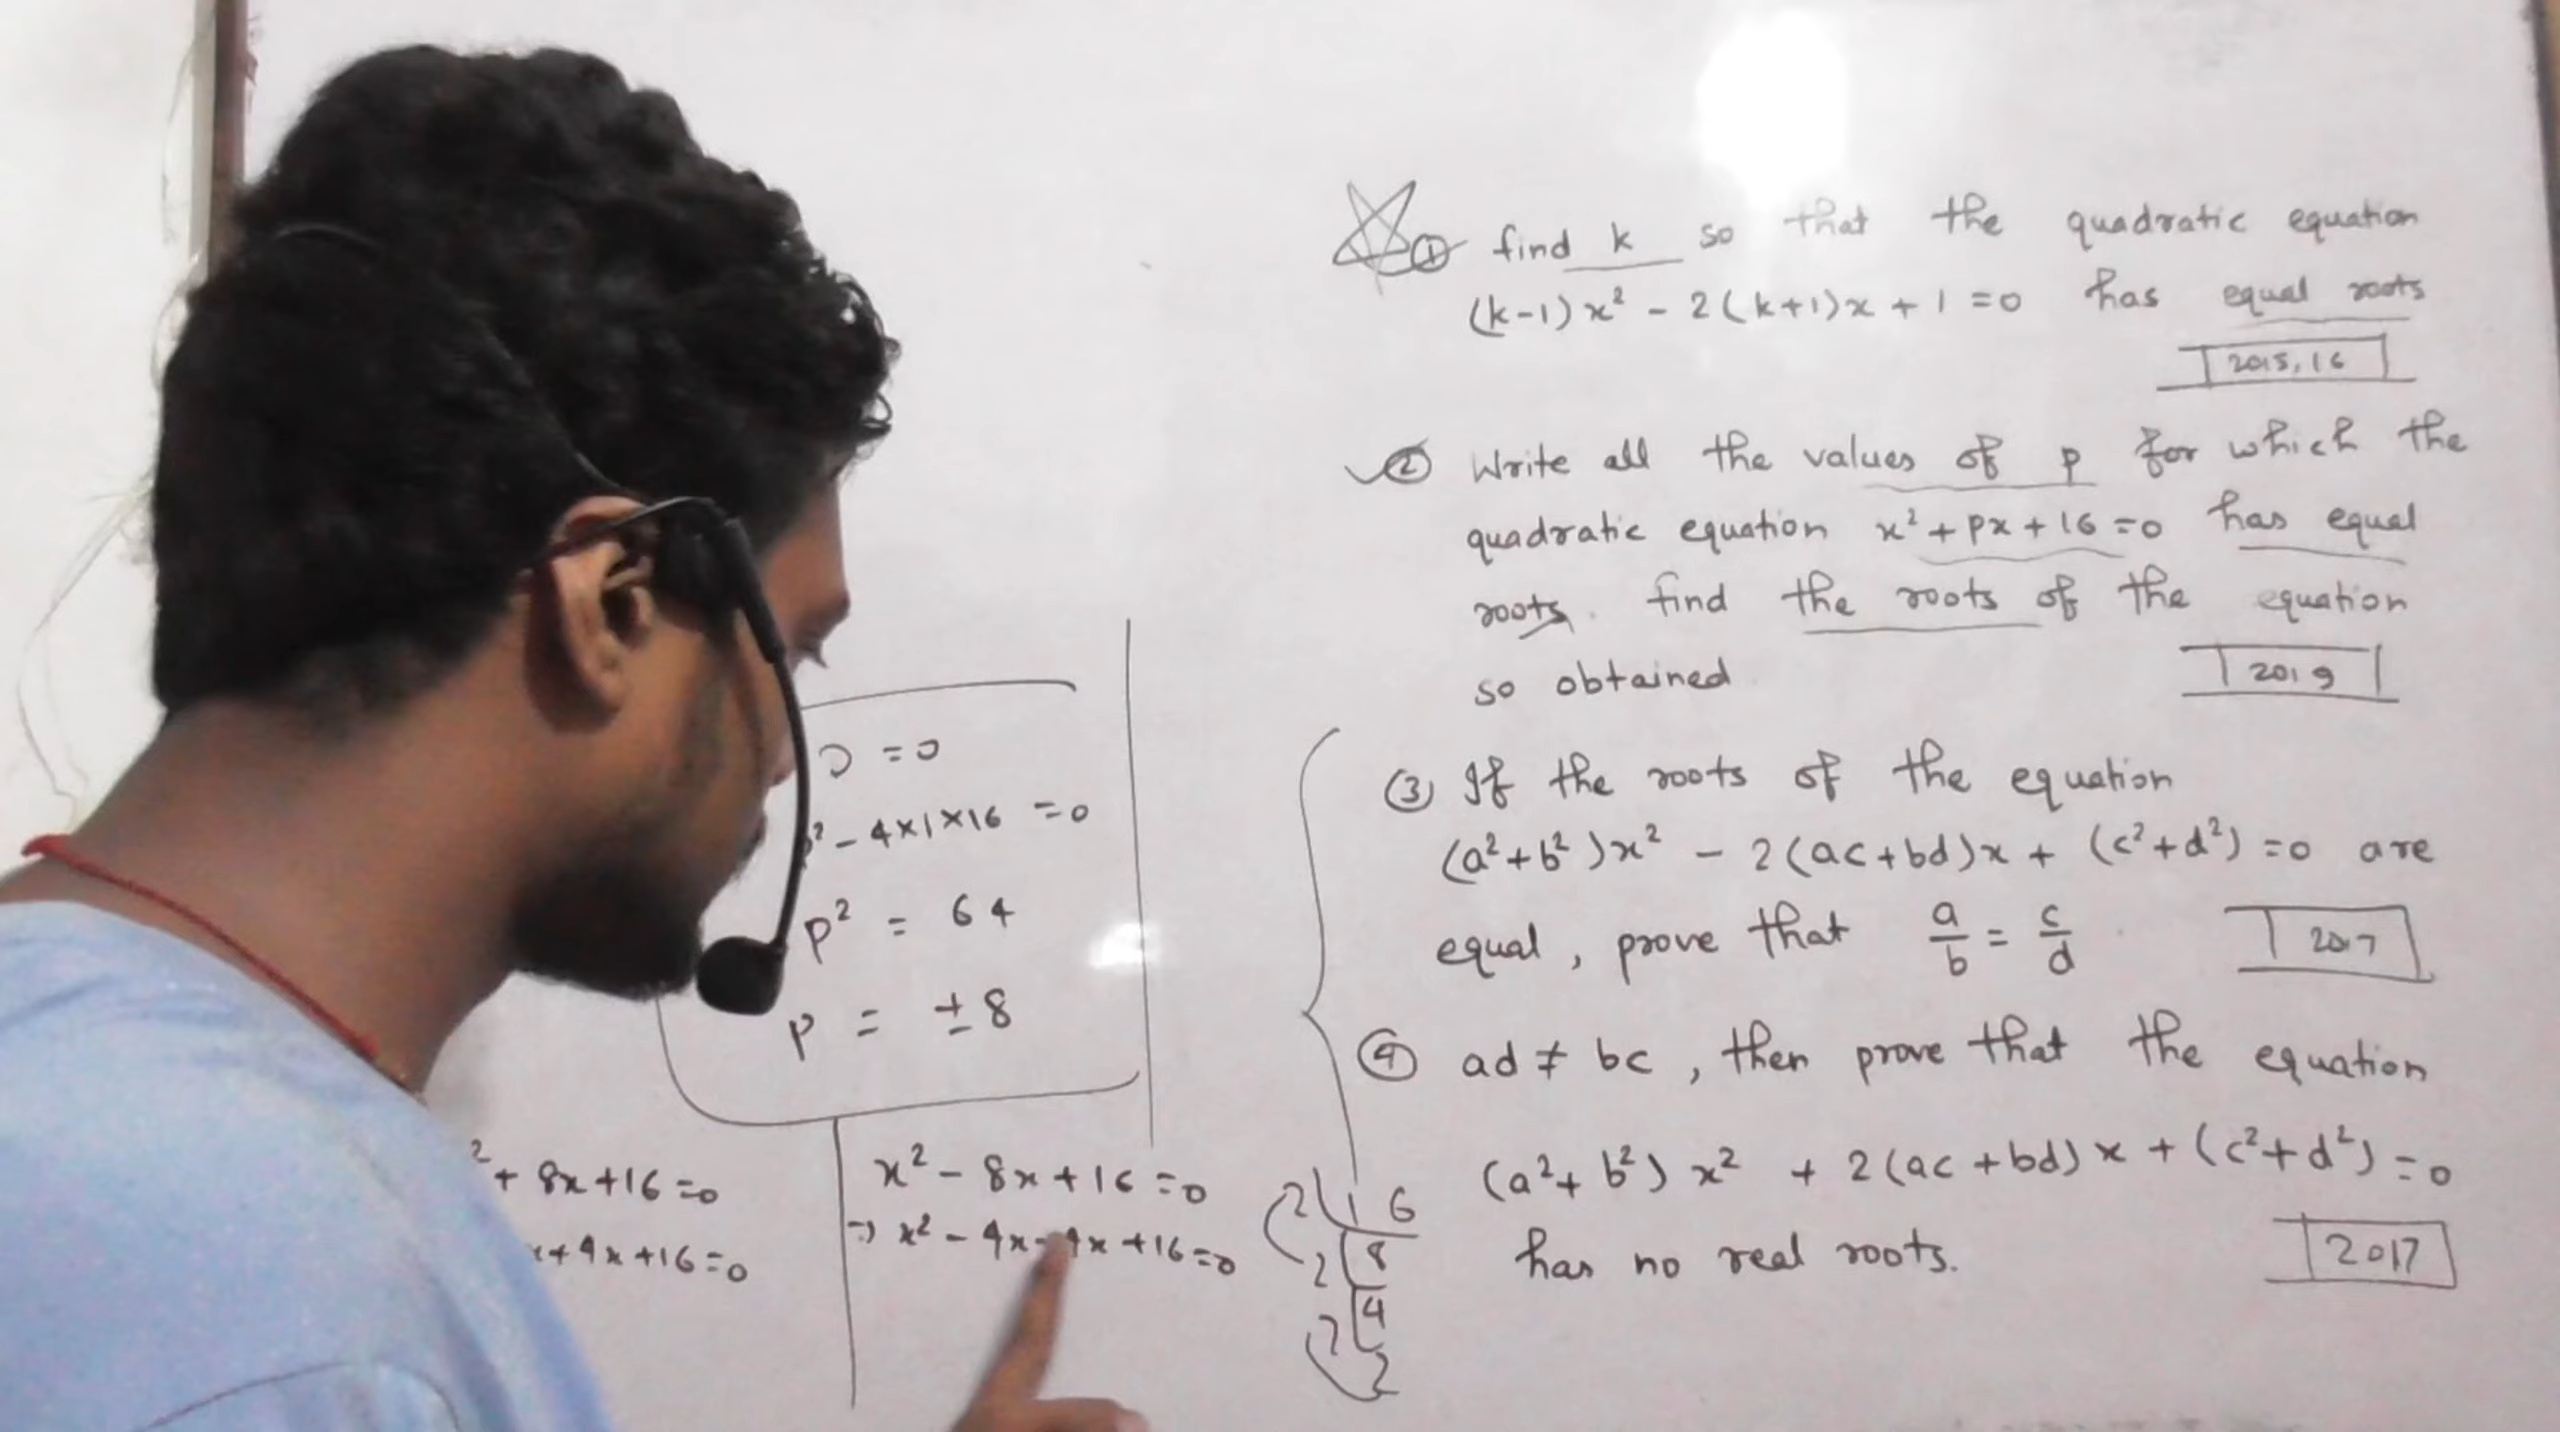 ① find k so that the quadratic equation
(k-1)x² - 2(k+1)x + 1 = 0 has equal roots
2015, 16
② Write all the values of p for which the
quadratic equation x² + px + 16 = 0 has equal
roots. find the roots of the equation
so obtained
2019
③ If the roots of the equation
(a²+b²)x² - 2(ac+bd)x + (c²+d²) = 0 are
equal, prove that a/b = c/d
2017
④ ad ≠ bc, then prove that the equation
(a²+b²)x² + 2(ac+bd)x + (c²+d²) = 0
has no real roots.
2017
D = 0
² - 4×1×16 = 0
p² = 64
p = ±8
² + 8x + 16 = 0
x + 4x + 16 = 0
x² - 8x + 16 = 0
⇒ x² - 4x - 4x + 16 = 0
2 16
2 8
2 4
2